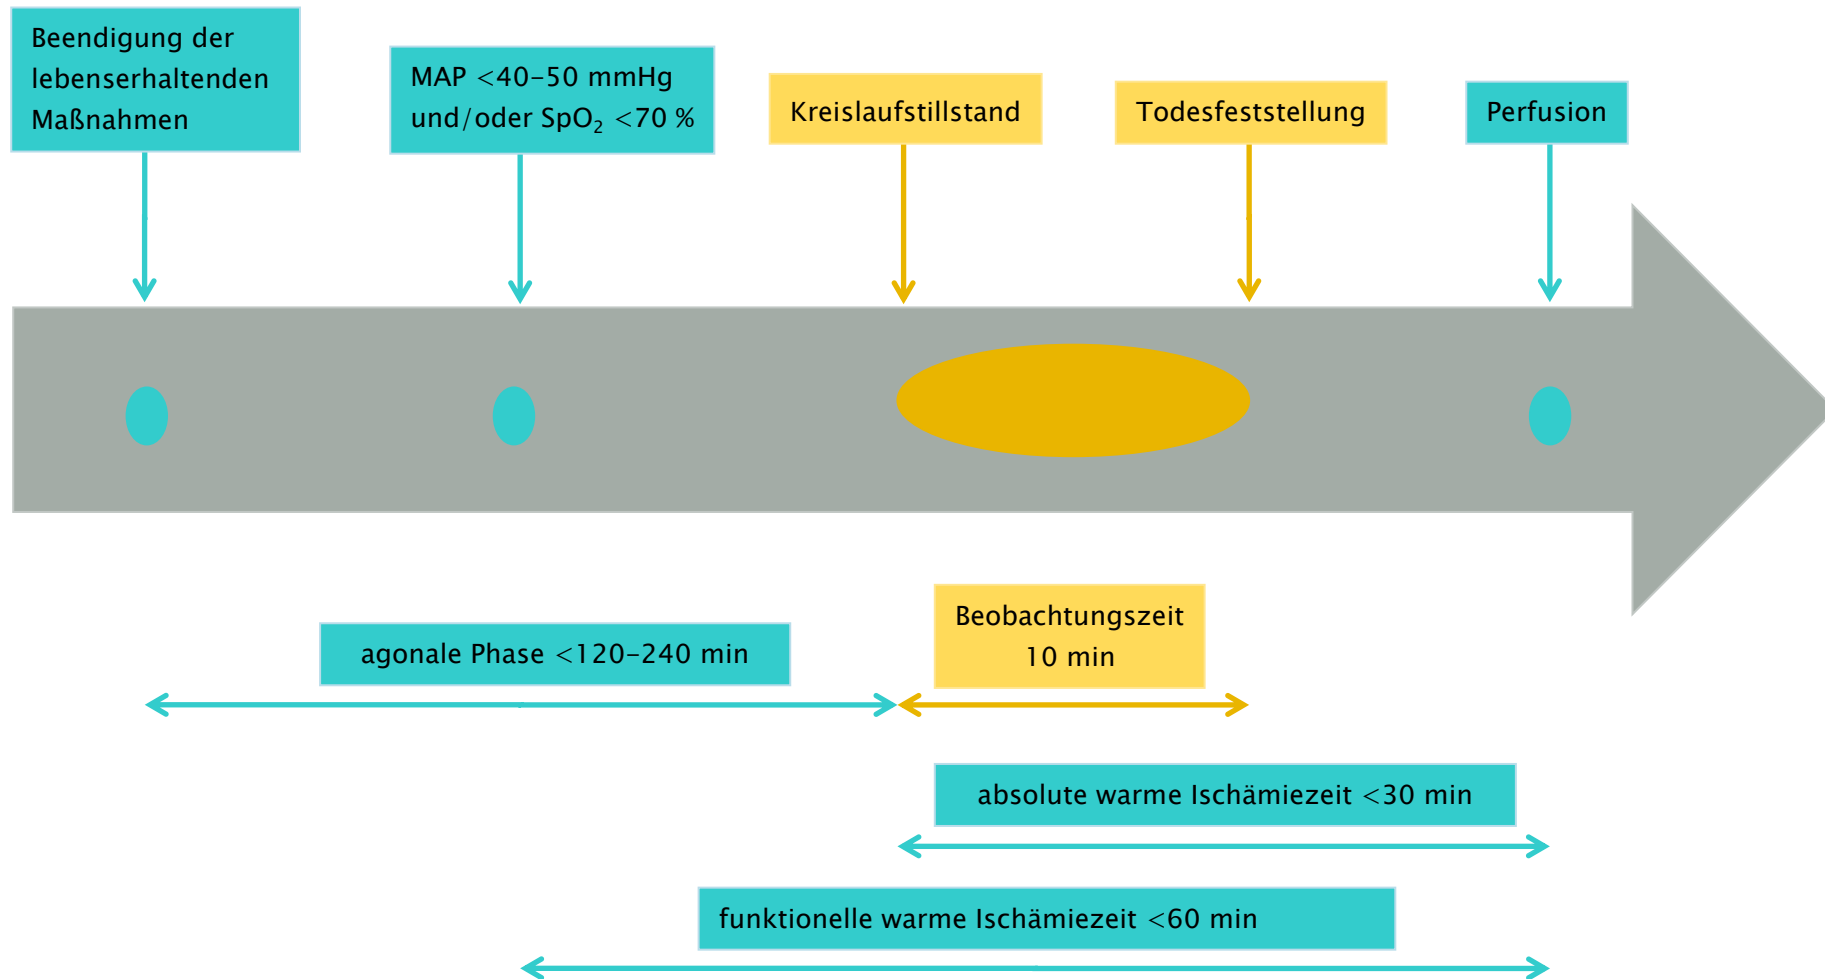 Beendigung der
lebenserhaltenden
Maßnahmen
MAP <40–50 mmHg
und/oder SpO₂ <70 %
Kreislaufstillstand
Todesfeststellung
Perfusion
agonale Phase <120–240 min
Beobachtungszeit
10 min
absolute warme Ischämiezeit <30 min
funktionelle warme Ischämiezeit <60 min